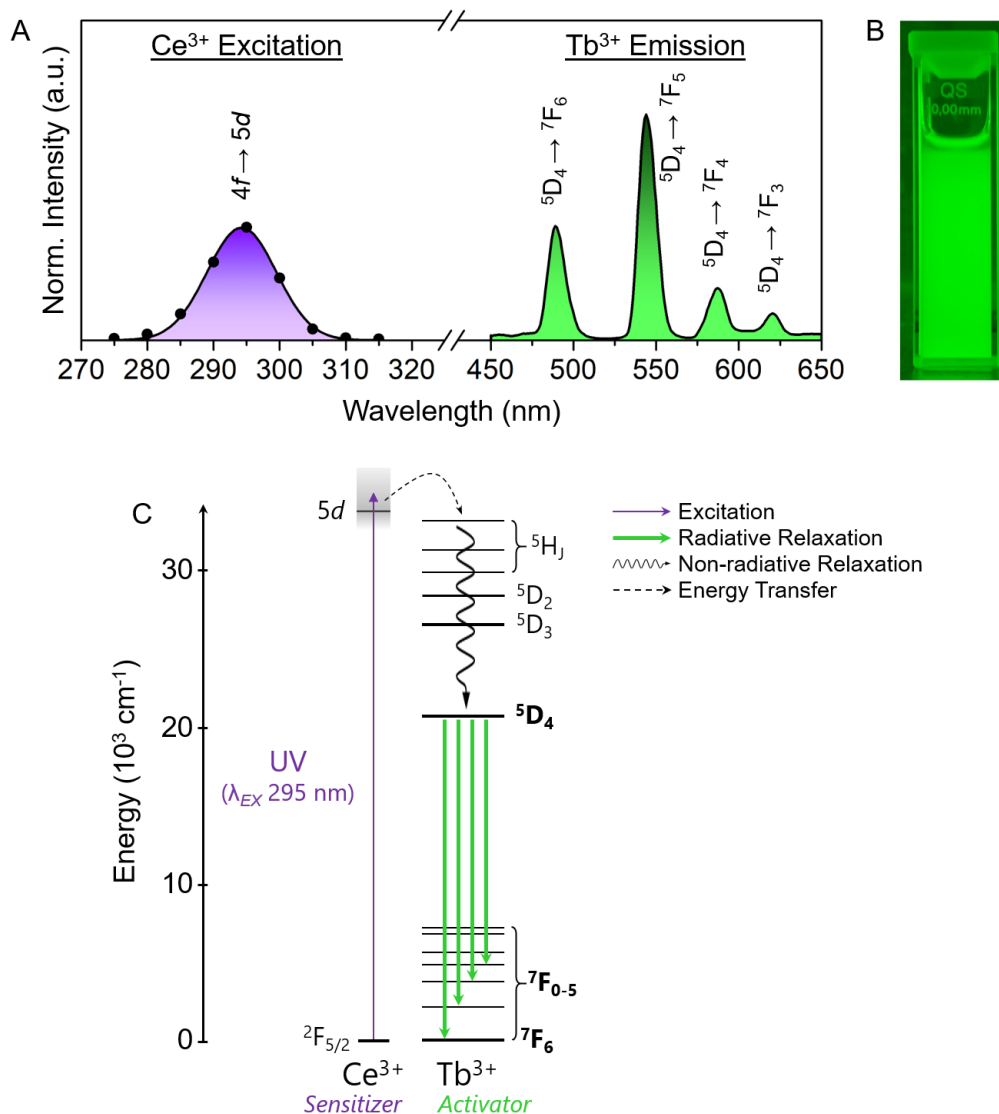 A
B
Ce³⁺ Excitation
Tb³⁺ Emission
Norm. Intensity (a.u.)
4f → 5d
⁵D₄ → ⁷F₆
⁵D₄ → ⁷F₅
⁵D₄ → ⁷F₄
⁵D₄ → ⁷F₃
QS
0,00mm
270 280 290 300 310 320 450 500 550 600 650
Wavelength (nm)
C
5d
⁵Hⱼ
⁵D₂
⁵D₃
⁵D₄
Excitation
Radiative Relaxation
Non-radiative Relaxation
Energy Transfer
Energy (10³ cm⁻¹)
30
20
10
0
UV
(λEX 295 nm)
⁷F₀₋₅
²F₅/₂
⁷F₆
Ce³⁺
Tb³⁺
Sensitizer
Activator